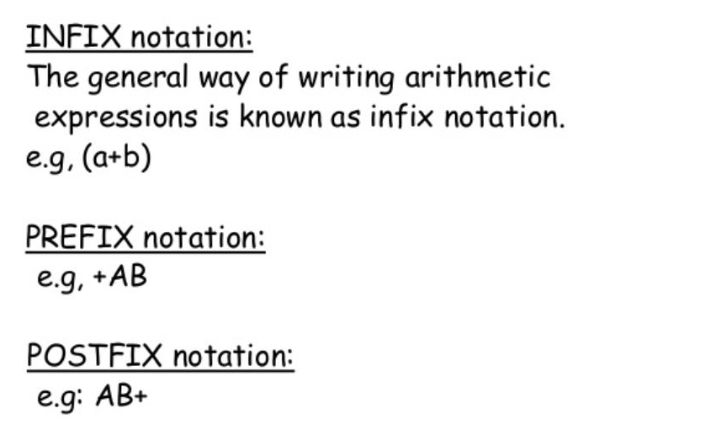 INFIX notation:
The general way of writing arithmetic
expressions is known as infix notation.
e.g, (a+b)
PREFIX notation:
e.g, +AB
POSTFIX notation:
e.g: AB+